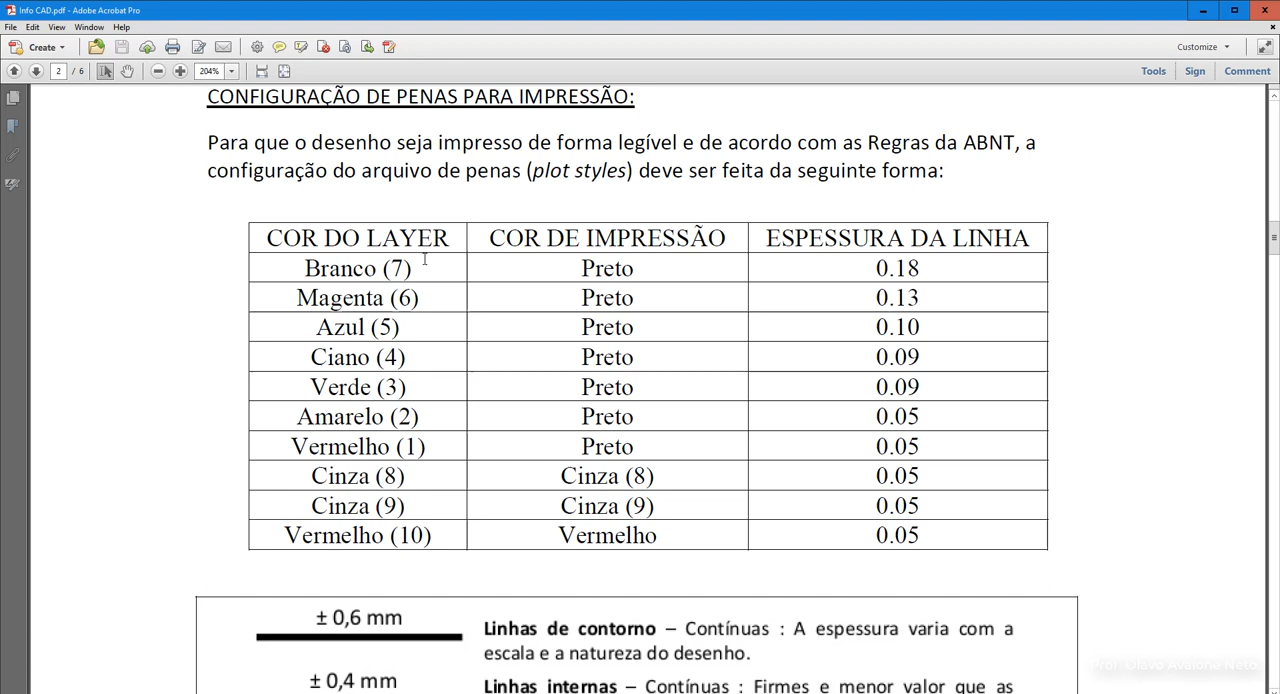 Info CAD.pdf - Adobe Acrobat Pro
File Edit View Window Help
Create
Customize
2 / 6 204% Tools Sign Comment
CONFIGURAÇÃO DE PENAS PARA IMPRESSÃO:
Para que o desenho seja impresso de forma legível e de acordo com as Regras da ABNT, a
configuração do arquivo de penas (plot styles) deve ser feita da seguinte forma:
COR DO LAYER COR DE IMPRESSÃO ESPESSURA DA LINHA
Branco (7) Preto 0.18
Magenta (6) Preto 0.13
Azul (5) Preto 0.10
Ciano (4) Preto 0.09
Verde (3) Preto 0.09
Amarelo (2) Preto 0.05
Vermelho (1) Preto 0.05
Cinza (8) Cinza (8) 0.05
Cinza (9) Cinza (9) 0.05
Vermelho (10) Vermelho 0.05
± 0,6 mm
Linhas de contorno – Contínuas : A espessura varia com a
escala e a natureza do desenho.
± 0,4 mm
Linhas internas – Contínuas : Firmes e menor valor que as
Prof. Olavo Avalone Neto